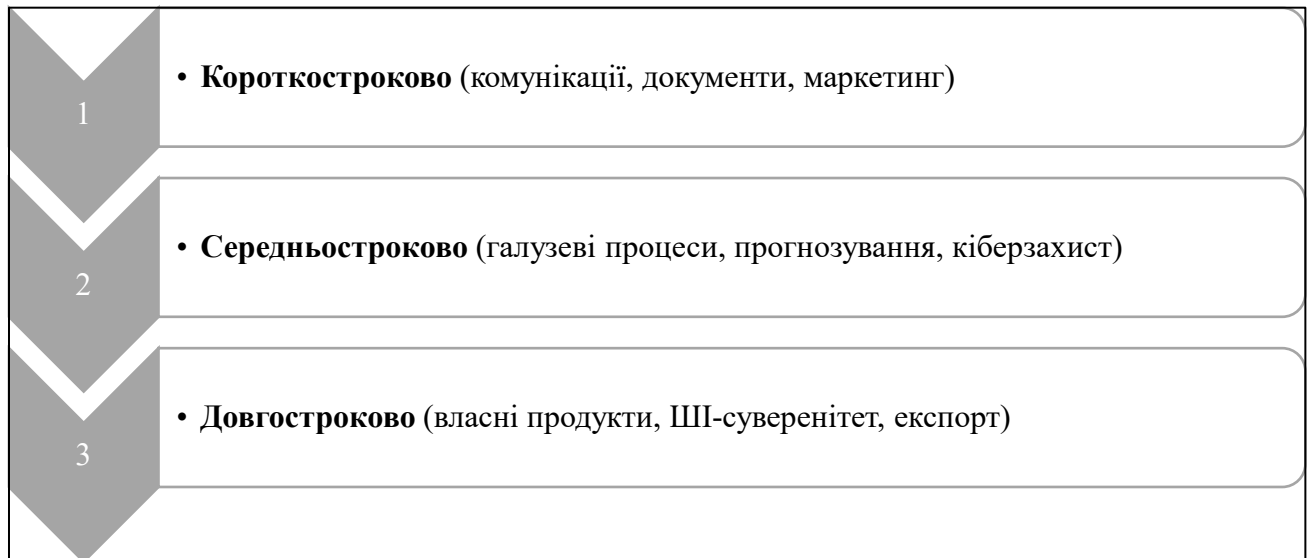 1
• Короткостроково (комунікації, документи, маркетинг)
2
• Середньостроково (галузеві процеси, прогнозування, кіберзахист)
3
• Довгостроково (власні продукти, ШІ-суверенітет, експорт)